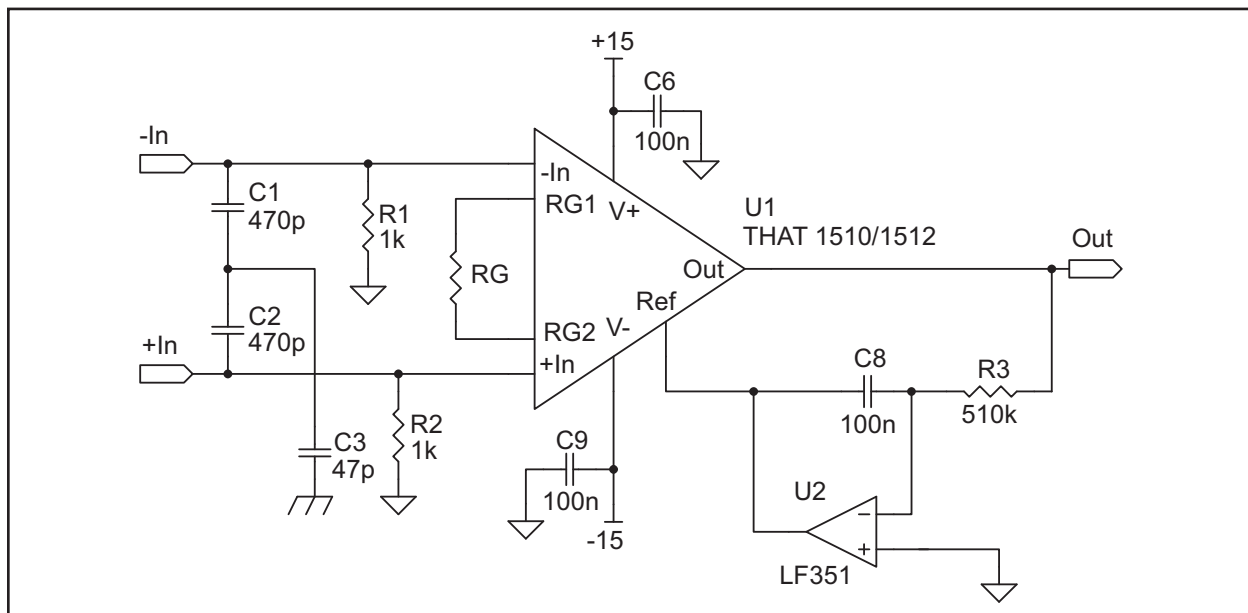 +15
C6
100n
-In
C1
470p
R1
1k
-In
RG1
V+
U1
THAT 1510/1512
RG
Out
Out
Ref
C2
470p
RG2
V-
+In
+In
C8
100n
R3
510k
R2
1k
C3
47p
C9
100n
-15
U2
−
+
LF351